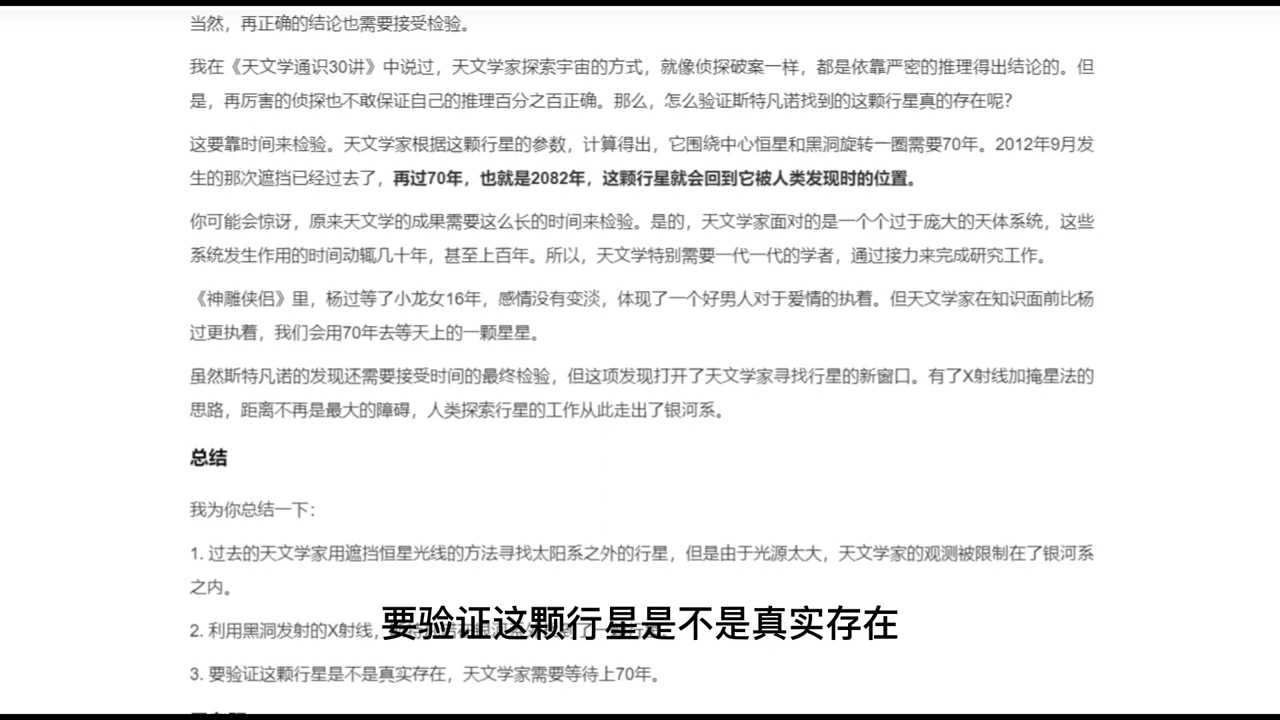 当然，再正确的结论也需要接受检验。
我在《天文学通识30讲》中说过，天文学家探索宇宙的方式，就像侦探破案一样，都是依靠严密的推理得出结论的。但
是，再厉害的侦探也不敢保证自己的推理百分之百正确。那么，怎么验证斯特凡诺找到的这颗行星真的存在呢？
这要靠时间来检验。天文学家根据这颗行星的参数，计算得出，它围绕中心恒星和黑洞旋转一圈需要70年。2012年9月发
生的那次遮挡已经过去了，再过70年，也就是2082年，这颗行星就会回到它被人类发现时的位置。
你可能会惊讶，原来天文学的成果需要这么长的时间来检验。是的，天文学家面对的是一个个过于庞大的天体系统，这些
系统发生作用的时间动辄几十年，甚至上百年。所以，天文学特别需要一代一代的学者，通过接力来完成研究工作。
《神雕侠侣》里，杨过等了小龙女16年，感情没有变淡，体现了一个好男人对于爱情的执着。但天文学家在知识面前比杨
过更执着，我们会用70年去等天上的一颗星星。
虽然斯特凡诺的发现还需要接受时间的最终检验，但这项发现打开了天文学家寻找行星的新窗口。有了X射线加掩星法的
思路，距离不再是最大的障碍，人类探索行星的工作从此走出了银河系。
总结
我为你总结一下：
1. 过去的天文学家用遮挡恒星光线的方法寻找太阳系之外的行星，但是由于光源太大，天文学家的观测被限制在了银河系
之内。
2. 利用黑洞发射的X射线，
要验证这颗行星是不是真实存在
3. 要验证这颗行星是不是真实存在，天文学家需要等待上70年。